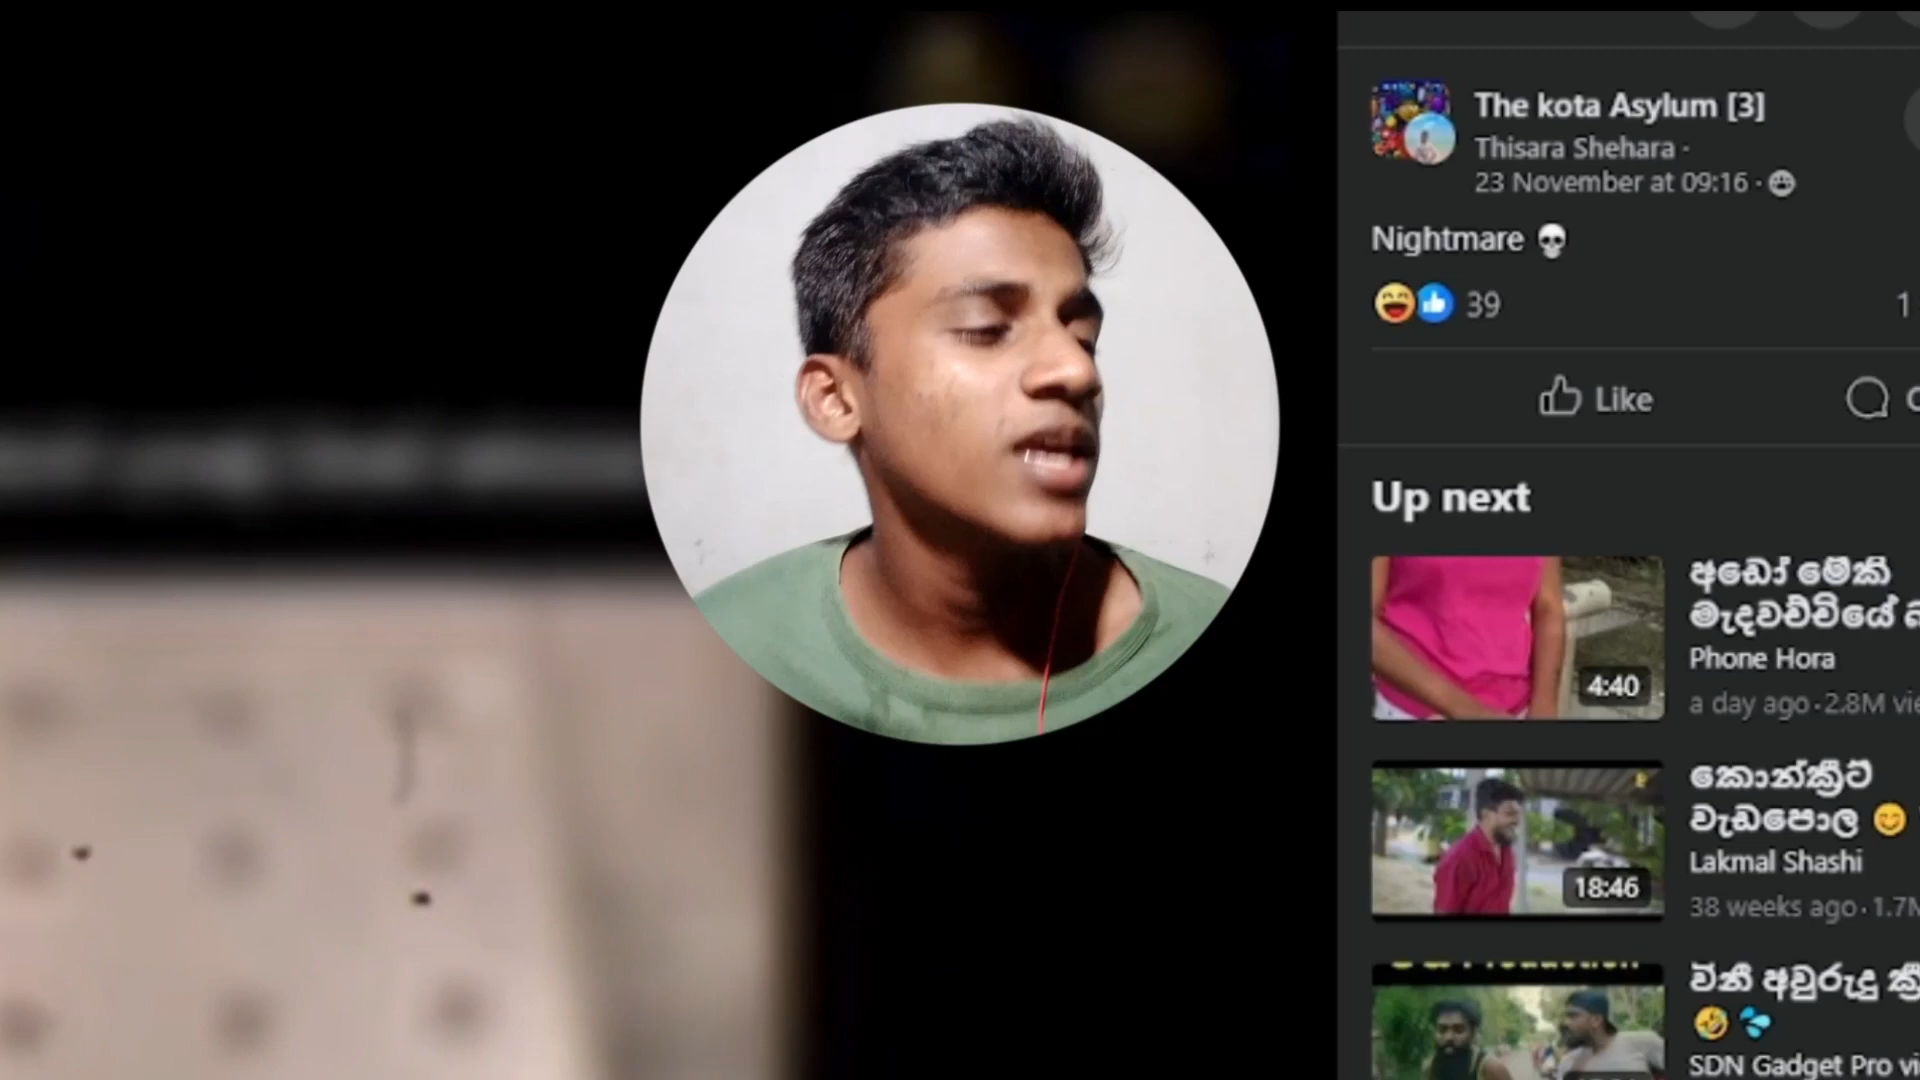 The kota Asylum [3]
Thisara Shehara ·
23 November at 09:16 ·
Nightmare 💀
39
1
Like
Up next
අඩෝ මේකි
මැදවච්චියේ
Phone Hora
4:40
a day ago · 2.8M
කොන්ක්‍රීට්
වැඩපොල 😊
Lakmal Shashi
18:46
38 weeks ago · 1.7M
විනී අවුරුදු
🤣 💦
SDN Gadget Pro